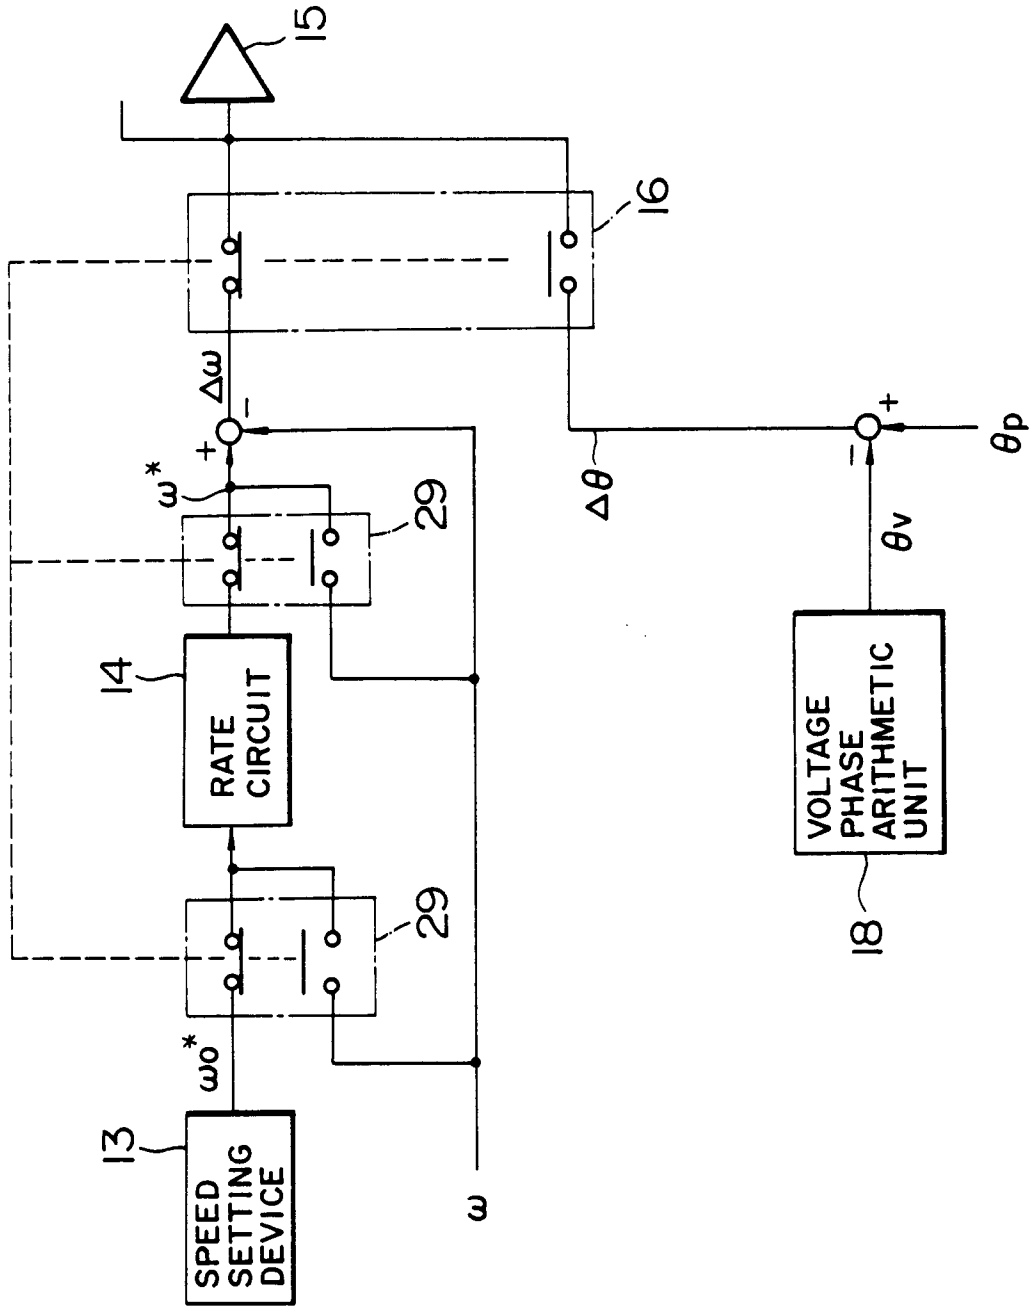 13
SPEED
SETTING
DEVICE
ω0*
29
14
RATE
CIRCUIT
29
ω*
+
-
Δω
16
15
ω
18
VOLTAGE
PHASE
ARITHMETIC
UNIT
θv
-
+
θp
Δθ